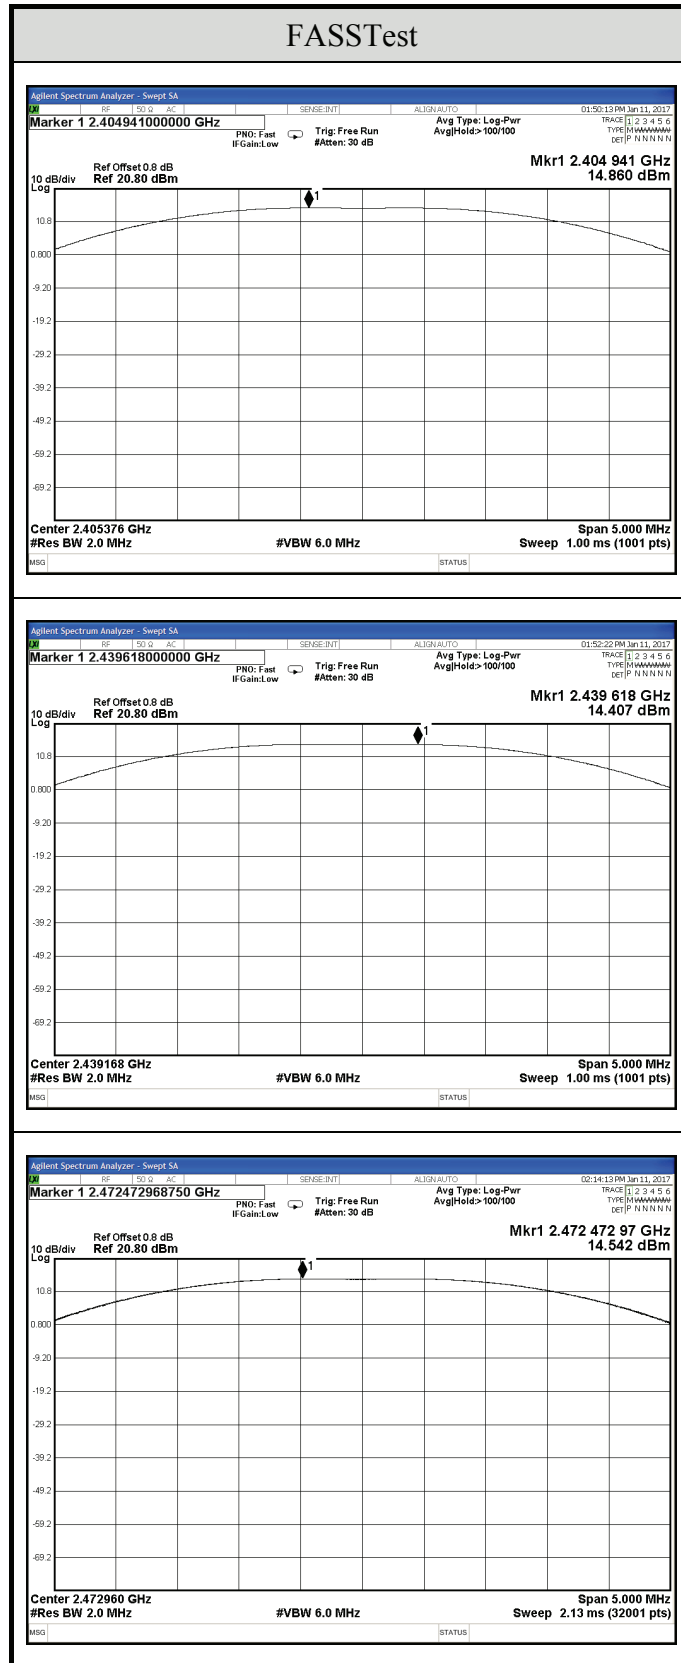 FASSTest
Agilent Spectrum Analyzer - Swept SA
LXI RF 50 Ω AC SENSE:INT ALIGN AUTO 01:50:13 PM Jan 11, 2017
Marker 1 2.404941000000 GHz
PNO: Fast
IFGain:Low
Trig: Free Run
#Atten: 30 dB
Avg Type: Log-Pwr
Avg|Hold:>100/100
TRACE 1 2 3 4 5 6
TYPE M
DET P N N N N N
Mkr1 2.404 941 GHz
14.860 dBm
Ref Offset 0.8 dB
10 dB/div Ref 20.80 dBm
Log
1
10.8
0.800
-9.20
-19.2
-29.2
-39.2
-49.2
-59.2
-69.2
Center 2.405376 GHz Span 5.000 MHz
#Res BW 2.0 MHz #VBW 6.0 MHz Sweep 1.00 ms (1001 pts)
MSG STATUS
Agilent Spectrum Analyzer - Swept SA
LXI RF 50 Ω AC SENSE:INT ALIGN AUTO 01:52:22 PM Jan 11, 2017
Marker 1 2.439618000000 GHz
PNO: Fast
IFGain:Low
Trig: Free Run
#Atten: 30 dB
Avg Type: Log-Pwr
Avg|Hold:>100/100
TRACE 1 2 3 4 5 6
TYPE M
DET P N N N N N
Mkr1 2.439 618 GHz
14.407 dBm
Ref Offset 0.8 dB
10 dB/div Ref 20.80 dBm
Log
1
10.8
0.800
-9.20
-19.2
-29.2
-39.2
-49.2
-59.2
-69.2
Center 2.439168 GHz Span 5.000 MHz
#Res BW 2.0 MHz #VBW 6.0 MHz Sweep 1.00 ms (1001 pts)
MSG STATUS
Agilent Spectrum Analyzer - Swept SA
LXI RF 50 Ω AC SENSE:INT ALIGN AUTO 02:14:13 PM Jan 11, 2017
Marker 1 2.472472968750 GHz
PNO: Fast
IFGain:Low
Trig: Free Run
#Atten: 30 dB
Avg Type: Log-Pwr
Avg|Hold:>100/100
TRACE 1 2 3 4 5 6
TYPE M
DET P N N N N N
Mkr1 2.472 472 97 GHz
14.542 dBm
Ref Offset 0.8 dB
10 dB/div Ref 20.80 dBm
Log
1
10.8
0.800
-9.20
-19.2
-29.2
-39.2
-49.2
-59.2
-69.2
Center 2.472960 GHz Span 5.000 MHz
#Res BW 2.0 MHz #VBW 6.0 MHz Sweep 2.13 ms (32001 pts)
MSG STATUS